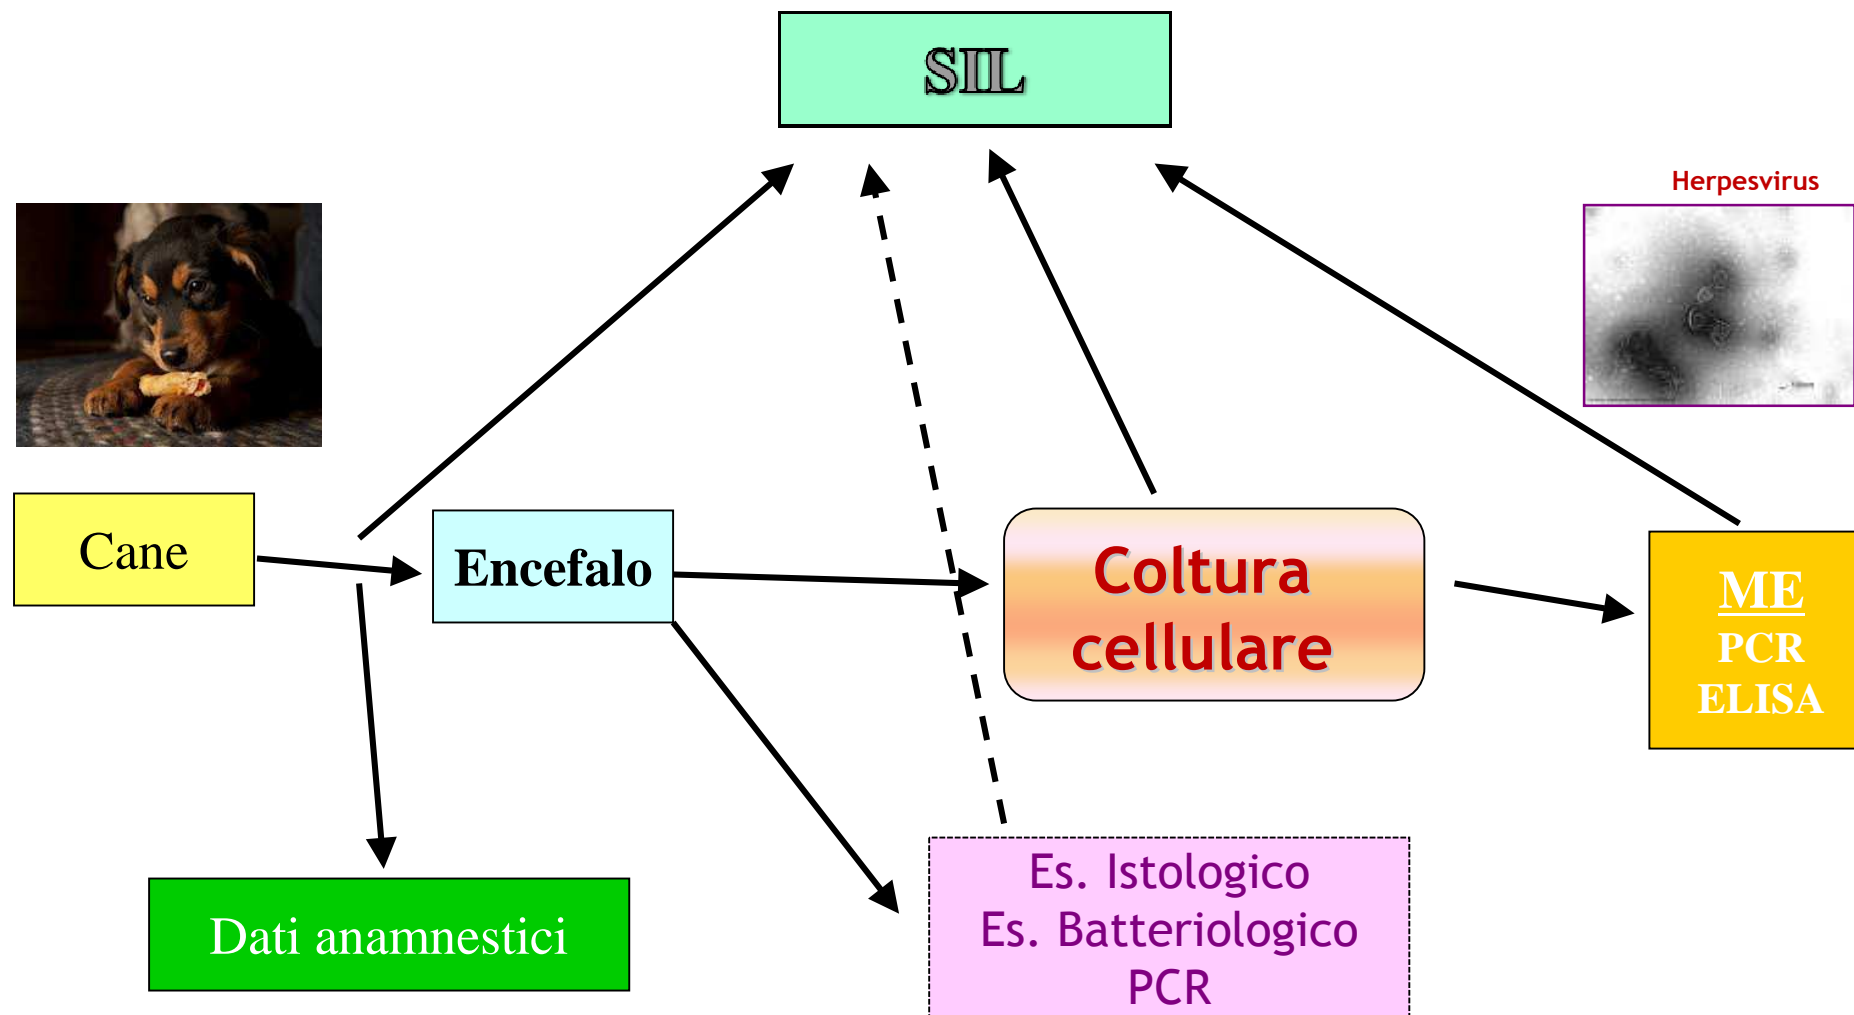 SIL
Herpesvirus
Cane
Encefalo
Coltura
cellulare
ME
PCR
ELISA
Dati anamnestici
Es. Istologico
Es. Batteriologico
PCR